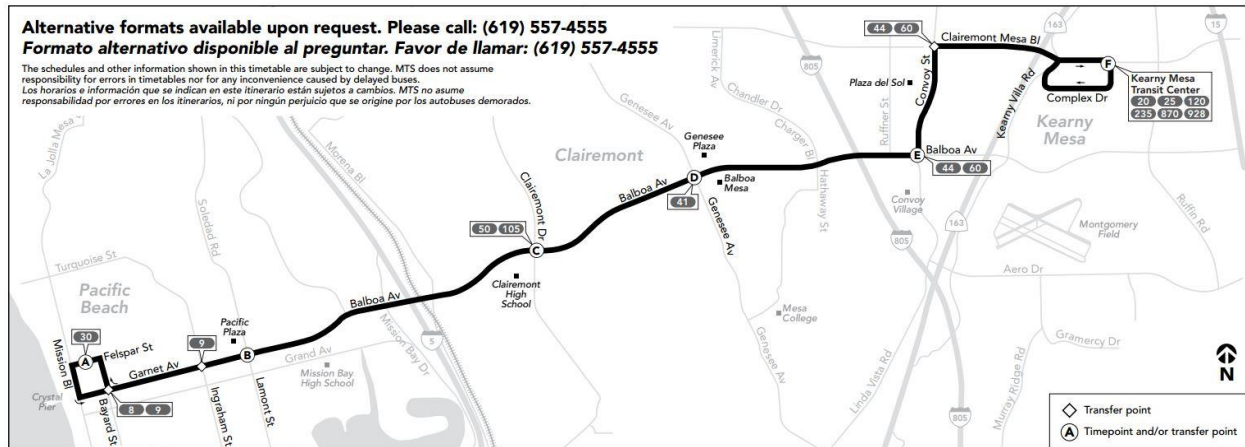 Alternative formats available upon request. Please call: (619) 557-4555
Formato alternativo disponible al preguntar. Favor de llamar: (619) 557-4555
The schedules and other information shown in this timetable are subject to change. MTS does not assume
responsibility for errors in timetables nor for any inconvenience caused by delayed buses.
Los horarios e información que se indican en este itinerario están sujetos a cambios. MTS no asume
responsabilidad por errores en los itinerarios, ni por ningún perjuicio que se origine por los autobuses demorados.
163
15
805
44 60
Clairemont Mesa Bl
F
Kearny Mesa
Transit Center
20 25 120
235 870 928
Limerick Av
Plaza del Sol
Convoy St
Kearny Villa Rd
Complex Dr
Chandler Dr
Genesee Av
Ruffner St
Kearny
Mesa
La Jolla Mesa
Charger Bl
Genesee
Plaza
Clairemont
Morena Bl
E
Balboa Av
44 60
D
Balboa
Mesa
Balboa Av
41
Hathaway St
Convoy
Village
Ruffin Rd
Clairemont Dr
Genesee Av
163
Soledad Rd
50 105
C
805
Montgomery
Field
Turquoise St
Clairemont
High
School
Aero Dr
Pacific
Beach
Balboa Av
Mesa
College
Pacific
Plaza
Mission Bay Dr
5
30
A
Felspar St
9
B
Grand Av
Genesee Av
Gramercy Dr
Mission Bl
Garnet Av
Mission Bay
High School
Linda Vista Rd
Murray Ridge Rd
N
Crystal
Pier
Bayard St
8 9
Ingraham St
Lamont St
805
Transfer point
A Timepoint and/or transfer point